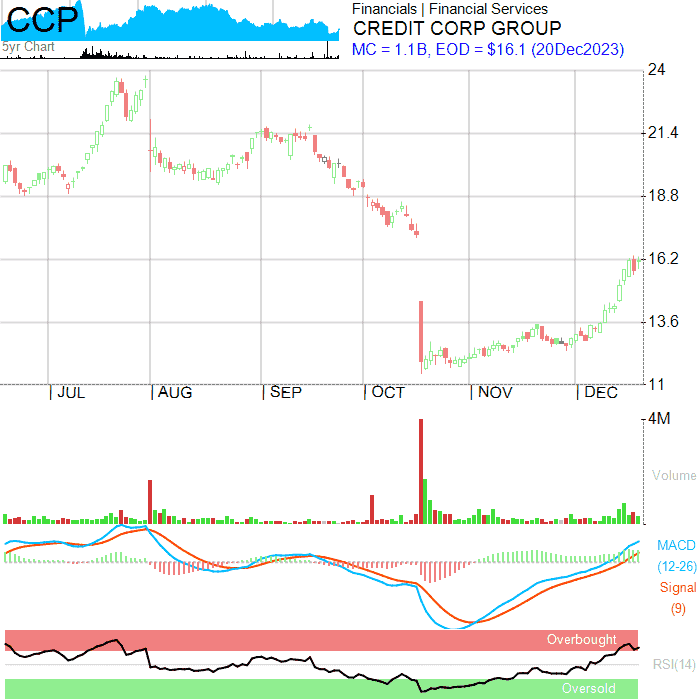 CCP
5yr Chart
Financials | Financial Services
CREDIT CORP GROUP
MC = 1.1B, EOD = $16.1 (20Dec2023)
24
21.4
18.8
16.2
13.6
11
JUL AUG SEP OCT NOV DEC
4M
Volume
MACD
(12-26)
Signal
(9)
Overbought
RSI(14)
Oversold